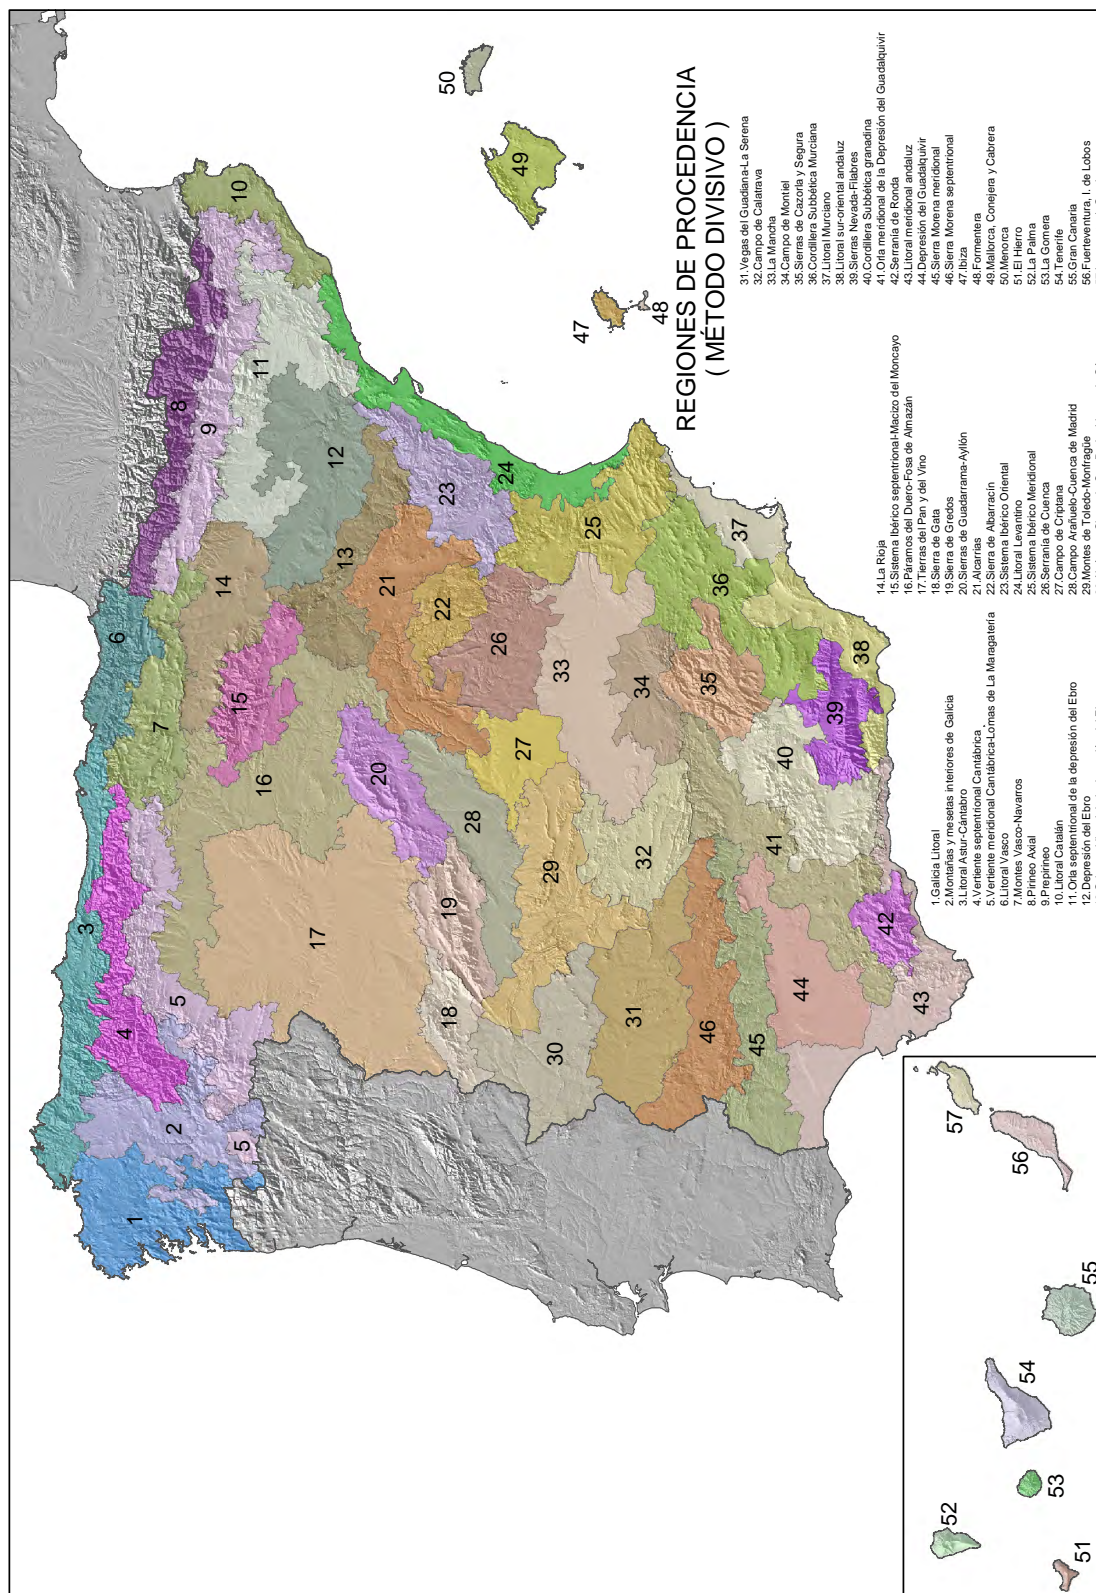 REGIONES DE PROCEDENCIA
( MÉTODO DIVISIVO )
1.Galicia Litoral
2.Montañas y mesetas interiores de Galicia
3.Litoral Astur-Cántabro
4.Vertiente septentrional Cantábrica
5.Vertiente meridional Cantábrica-Lomas de La Maragatería
6.Litoral Vasco
7.Montes Vasco-Navarros
8.Pirineo Axial
9.Prepirineo
10.Litoral Catalán
11.Orla septentrional de la depresión del Ebro
12.Depresión del Ebro
14.La Rioja
15.Sistema Ibérico septentrional-Macizo del Moncayo
16.Páramos del Duero-Fosa de Almazán
17.Tierras del Pan y del Vino
18.Sierra de Gata
19.Sierra de Gredos
20.Sierras de Guadarrama-Ayllón
21.Alcarrias
22.Sierra de Albarracín
23.Sistema Ibérico Oriental
24.Litoral Levantino
25.Sistema Ibérico Meridional
26.Serranía de Cuenca
27.Campo de Criptana
28.Campo Arañuelo-Cuenca de Madrid
29.Montes de Toledo-Monfragüe
31.Vegas del Guadiana-La Serena
32.Campo de Calatrava
33.La Mancha
34.Campo de Montiel
35.Sierras de Cazorla y Segura
36.Cordillera Subbética Murciana
37.Litoral Murciano
38.Litoral sur-oriental andaluz
39.Sierras Nevada-Filabres
40.Cordillera Subbética granadina
41.Orla meridional de la Depresión del Guadalquivir
42.Serranía de Ronda
43.Litoral meridional andaluz
44.Depresión del Guadalquivir
45.Sierra Morena meridional
46.Sierra Morena septentrional
47.Ibiza
48.Formentera
49.Mallorca, Conejera y Cabrera
50.Menorca
51.El Hierro
52.La Palma
53.La Gomera
54.Tenerife
55.Gran Canaria
56.Fuerteventura, I. de Lobos
1
2
3
4
5
5
6
7
8
9
10
11
12
13
14
15
16
17
18
19
20
21
22
23
24
25
26
27
28
29
30
31
32
33
34
35
36
37
38
39
40
41
42
43
44
45
46
47
48
49
50
51
52
53
54
55
56
57